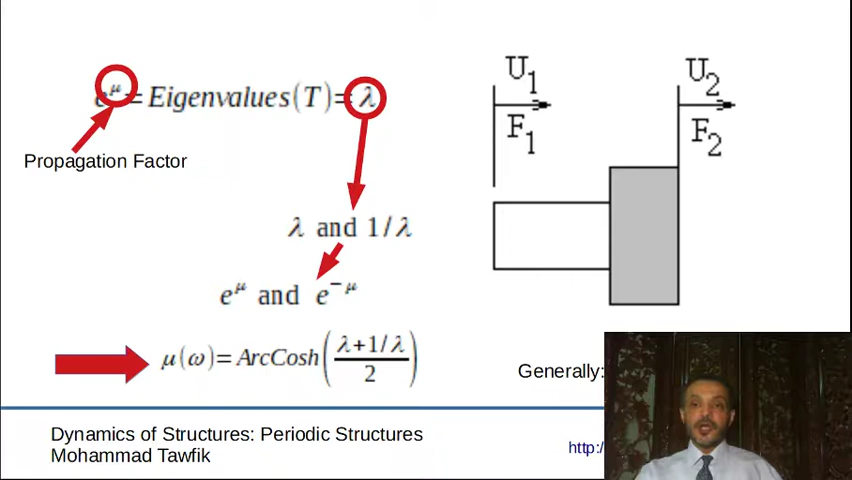 e^μ = Eigenvalues(T) = λ
Propagation Factor
λ and 1/λ
e^μ and e^-μ
μ(ω) = ArcCosh((λ+1/λ)/2)
U₁
F₁
U₂
F₂
Generally:
Dynamics of Structures: Periodic Structures
Mohammad Tawfik
http:/